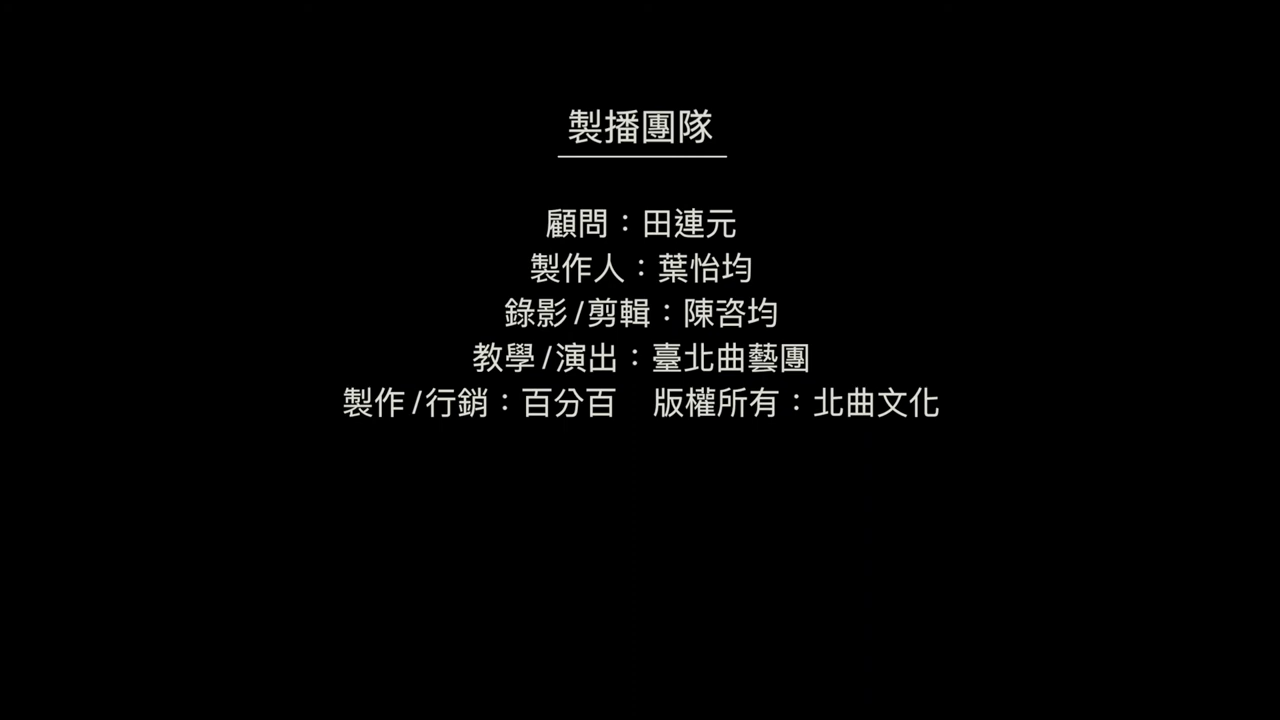 製播團隊
顧問：田連元
製作人：葉怡均
錄影/剪輯：陳咨均
教學/演出：臺北曲藝團
製作/行銷：百分百 版權所有：北曲文化